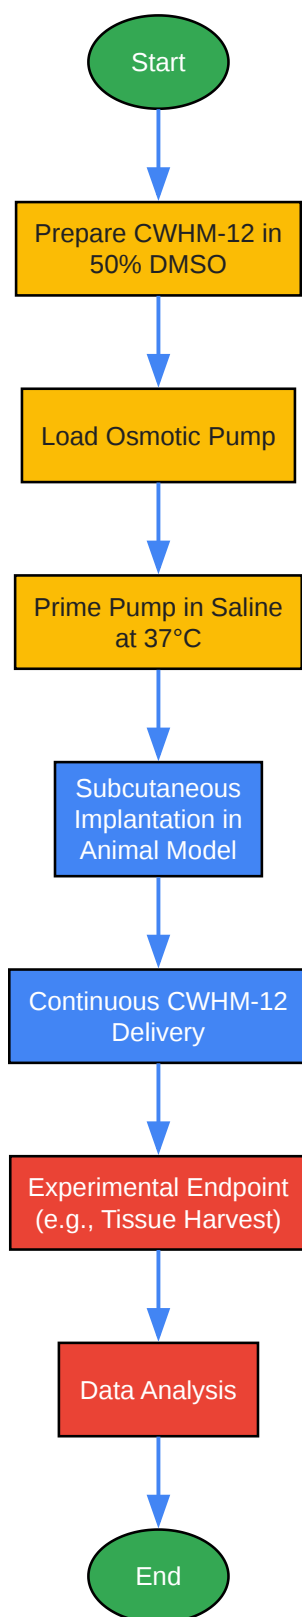 Start
Prepare CWHM-12 in
50% DMSO
Load Osmotic Pump
Prime Pump in Saline
at 37°C
Subcutaneous
Implantation in
Animal Model
Continuous CWHM-12
Delivery
Experimental Endpoint
(e.g., Tissue Harvest)
Data Analysis
End